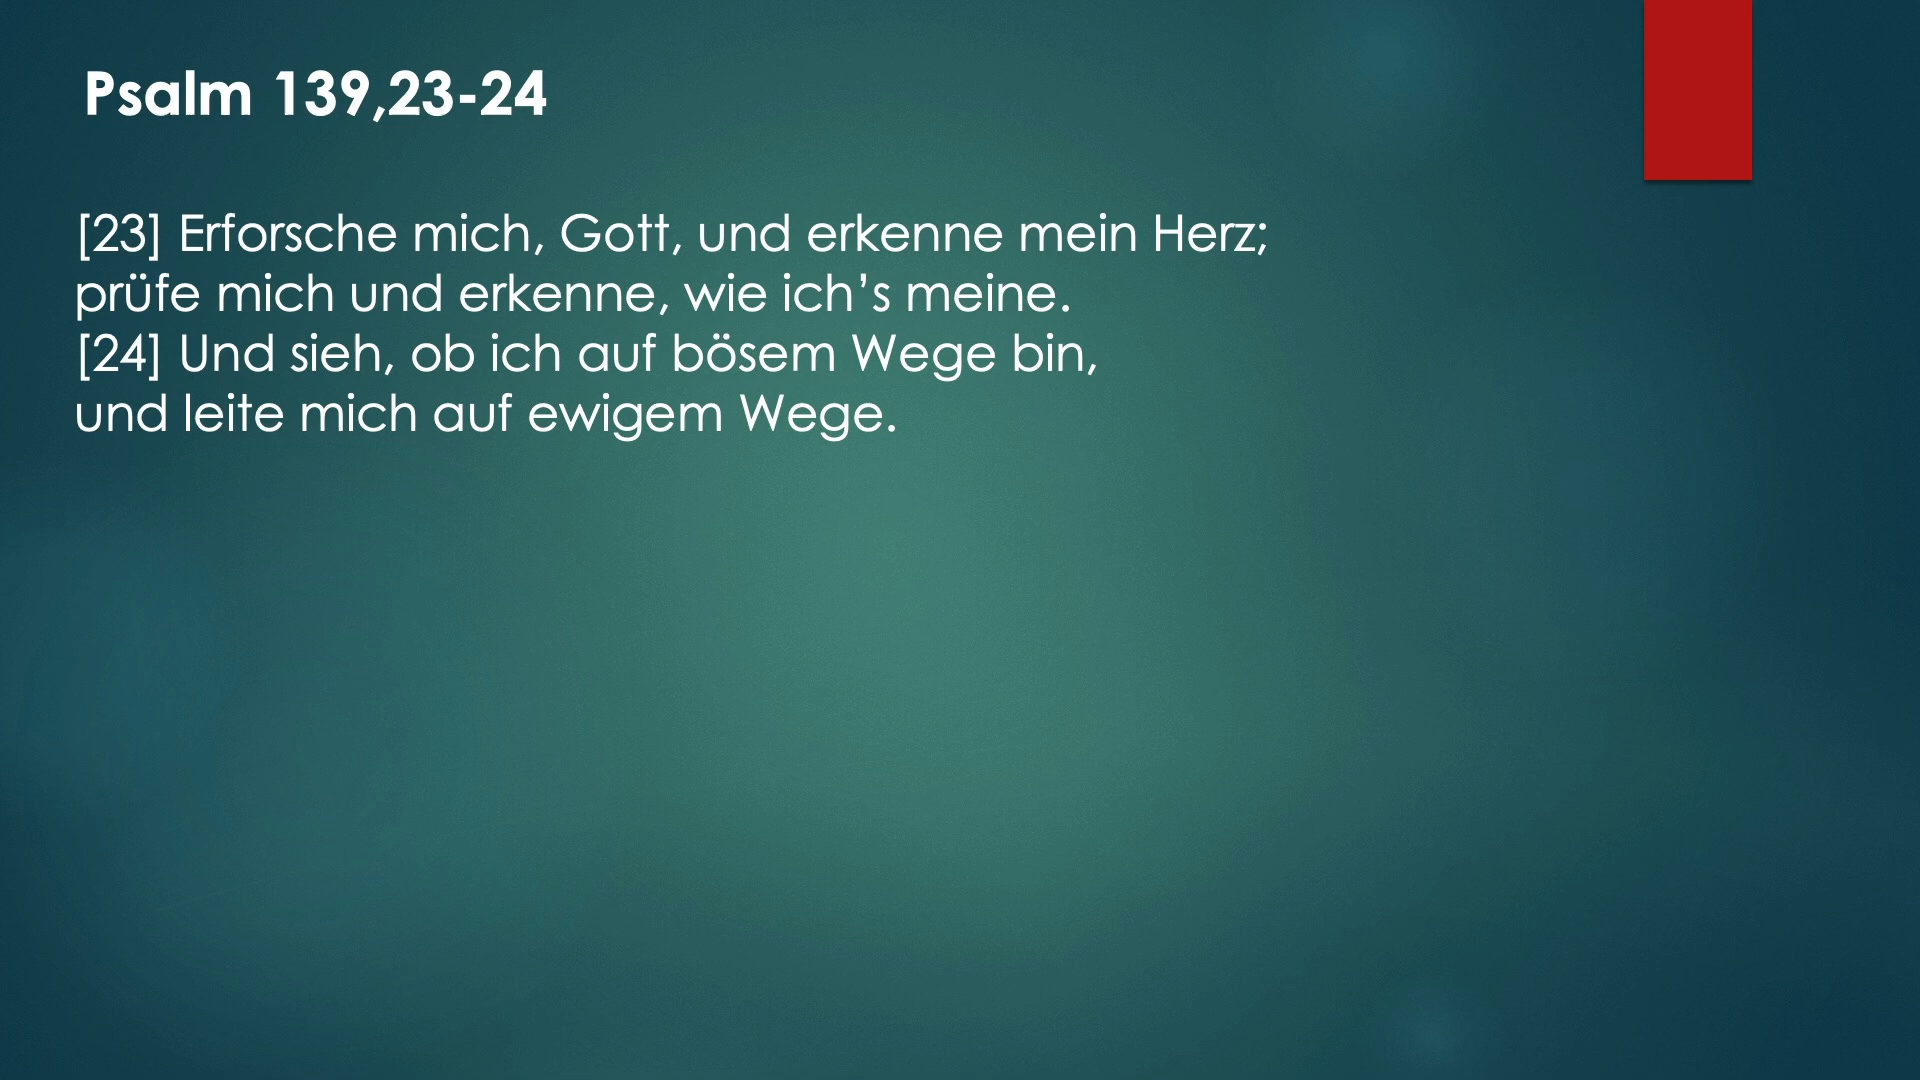 Psalm 139,23-24
[23] Erforsche mich, Gott, und erkenne mein Herz;
prüfe mich und erkenne, wie ich’s meine.
[24] Und sieh, ob ich auf bösem Wege bin,
und leite mich auf ewigem Wege.